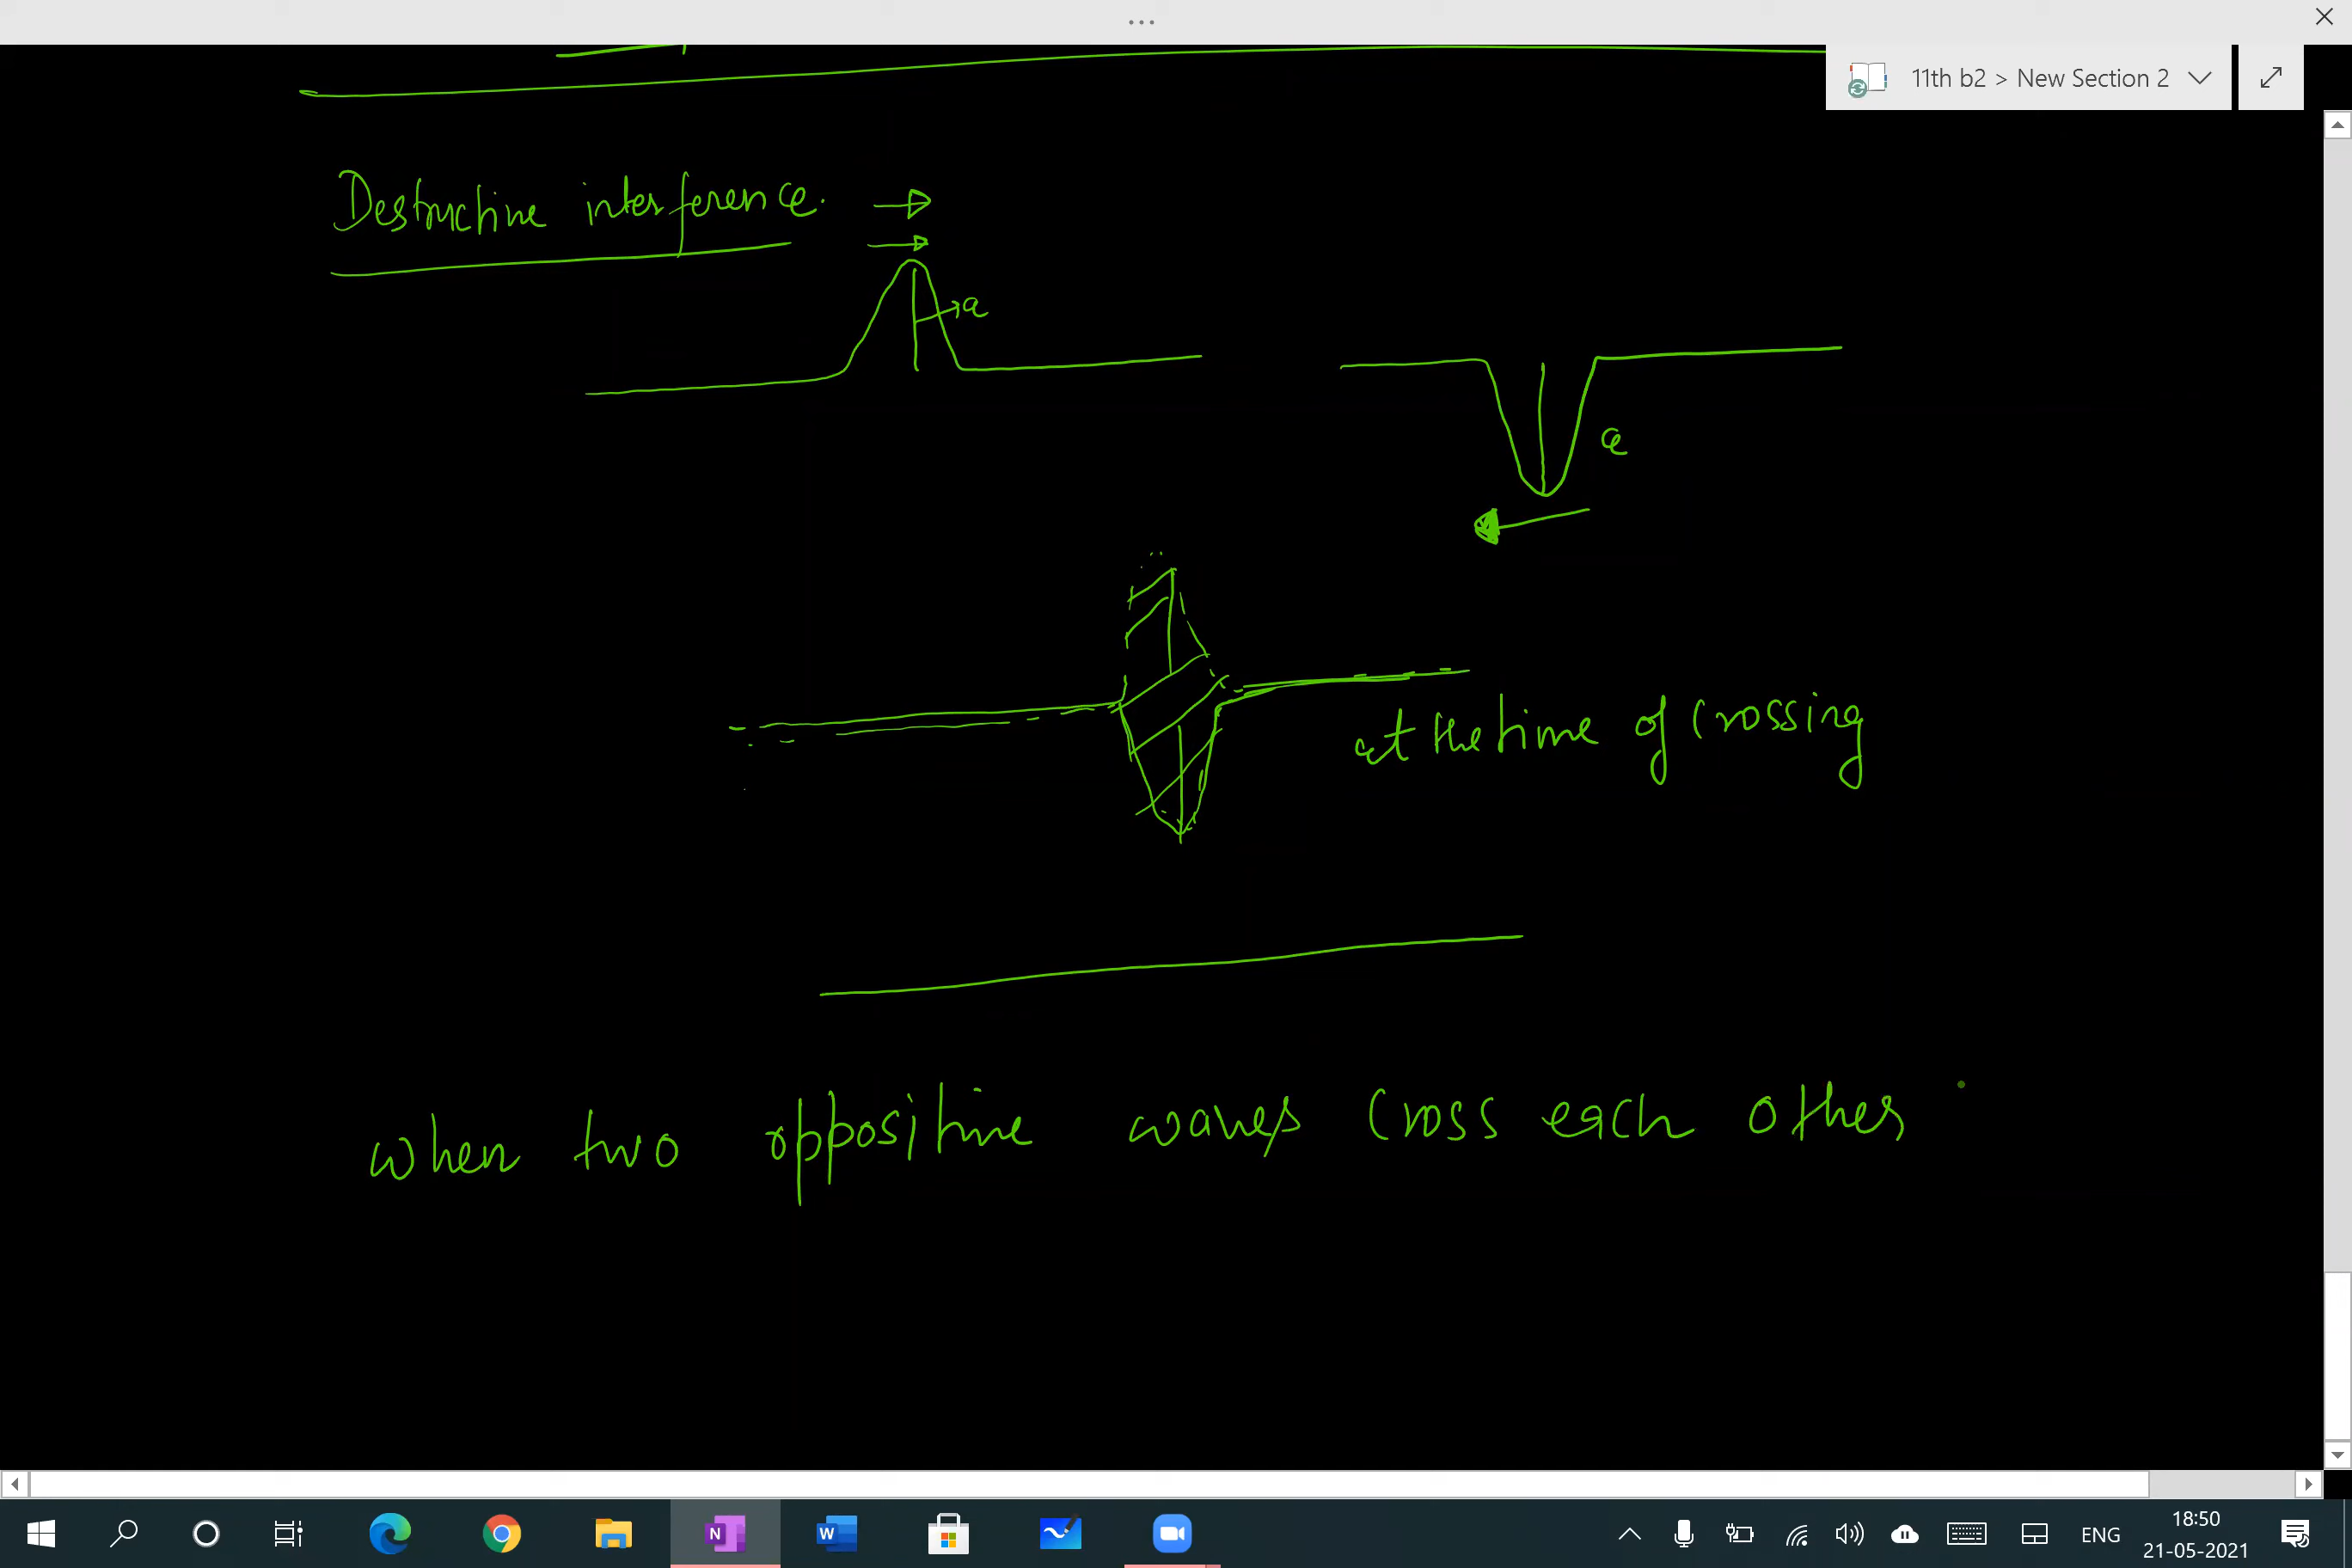 ...
11th b2 > New Section 2
Destructive interference.
a
a
at the time of crossing
when two oppositive waves cross each other
ENG
18:50
21-05-2021